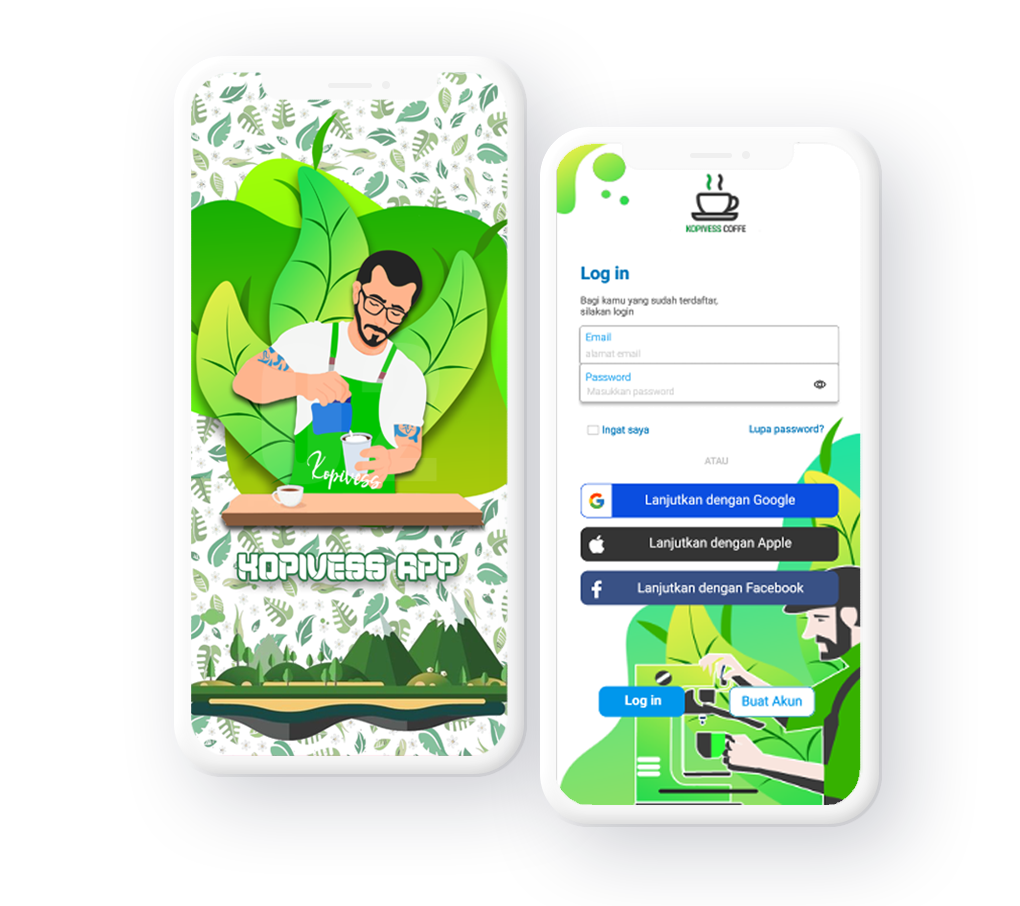 Kopivess
KOPIVESS APP
KOPIVESS COFFE
Log in
Bagi kamu yang sudah terdaftar,
silakan login
Email
alamat email
Password
Masukkan password
Ingat saya
Lupa password?
ATAU
Lanjutkan dengan Google
Lanjutkan dengan Apple
Lanjutkan dengan Facebook
Log in
Buat Akun